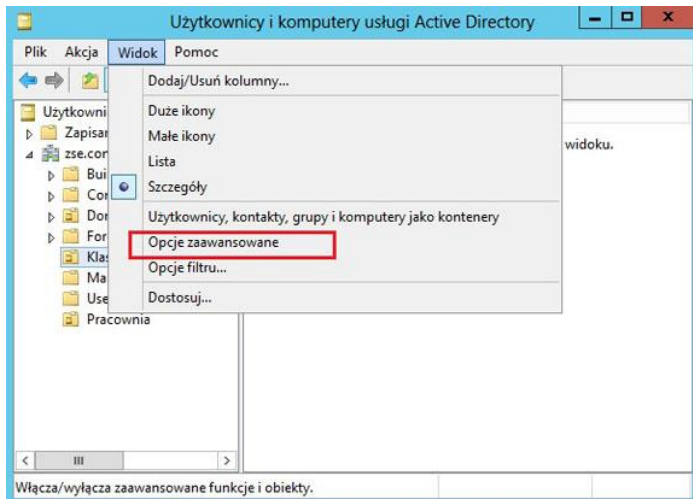 Użytkownicy i komputery usługi Active Directory
Plik Akcja Widok Pomoc
Dodaj/Usuń kolumny...
Duże ikony
Małe ikony
Lista
Szczegóły
Użytkownicy, kontakty, grupy i komputery jako kontenery
Opcje zaawansowane
Opcje filtru...
Dostosuj...
widoku.
Użytkowni
Zapisan
zse.con
Bui
Con
Dor
For
Klas
Ma
Use
Pracownia
Włącza/wyłącza zaawansowane funkcje i obiekty.